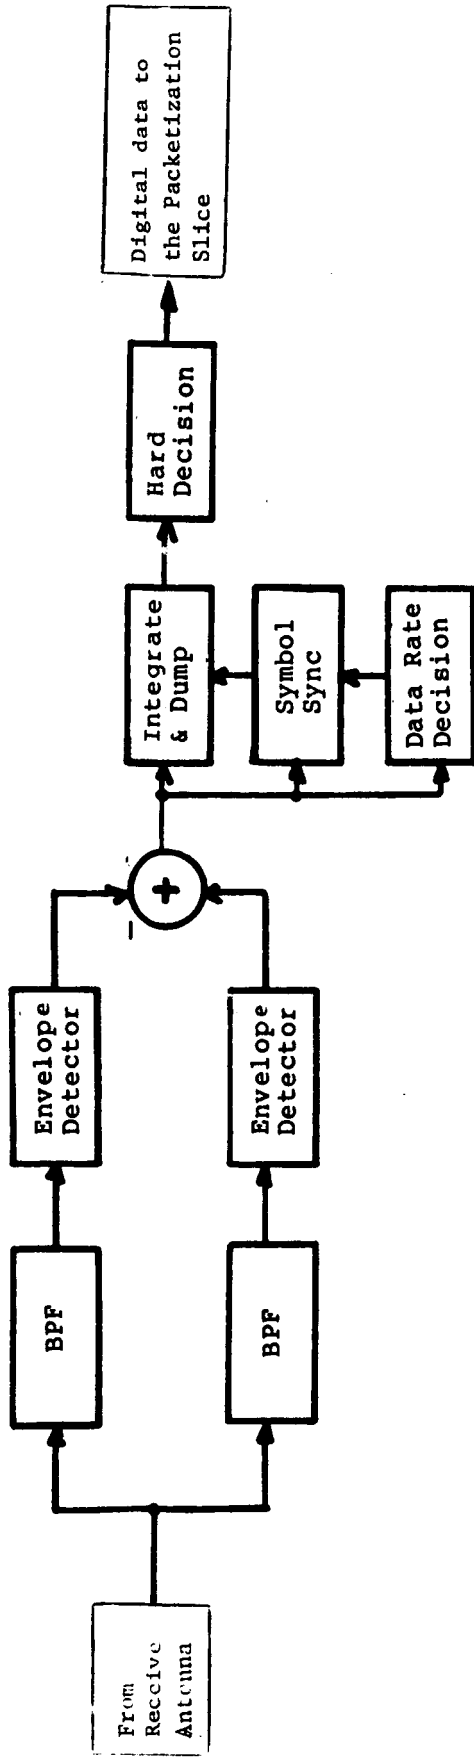 From
Receive
Antenna
BPF
BPF
Envelope
Detector
Envelope
Detector
−
+
Integrate
& Dump
Symbol
Sync
Data Rate
Decision
Hard
Decision
Digital data to
the Packetization
Slice